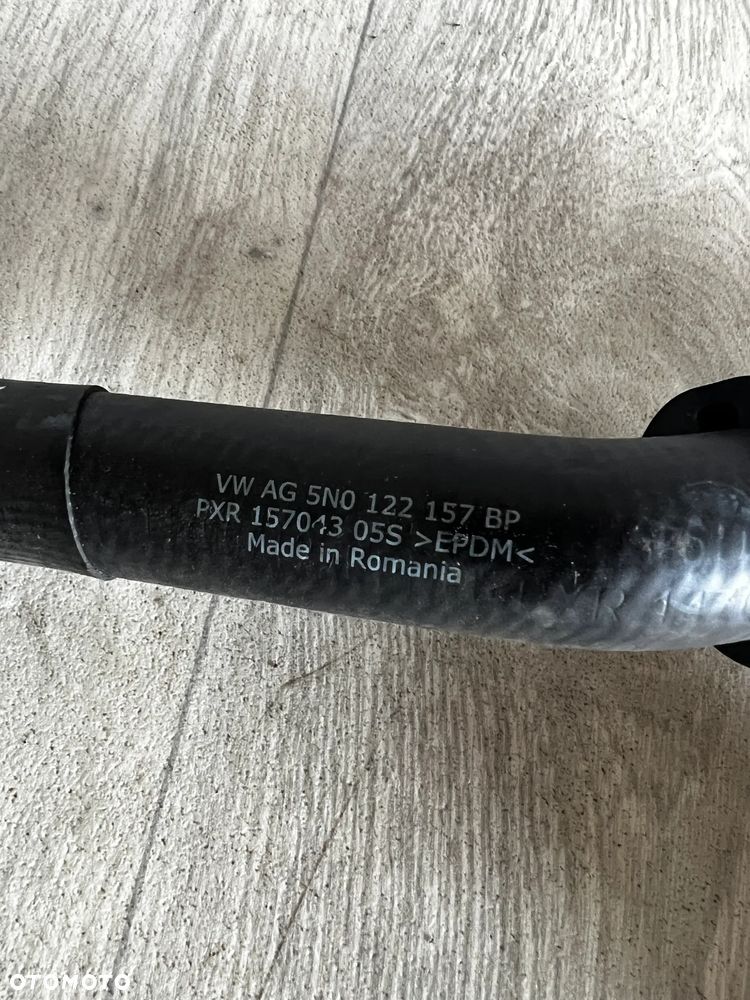 VW AG 5N0 122 157 BP
PXR 157043 05S >EPDM<
Made in Romania
OTOMOTO